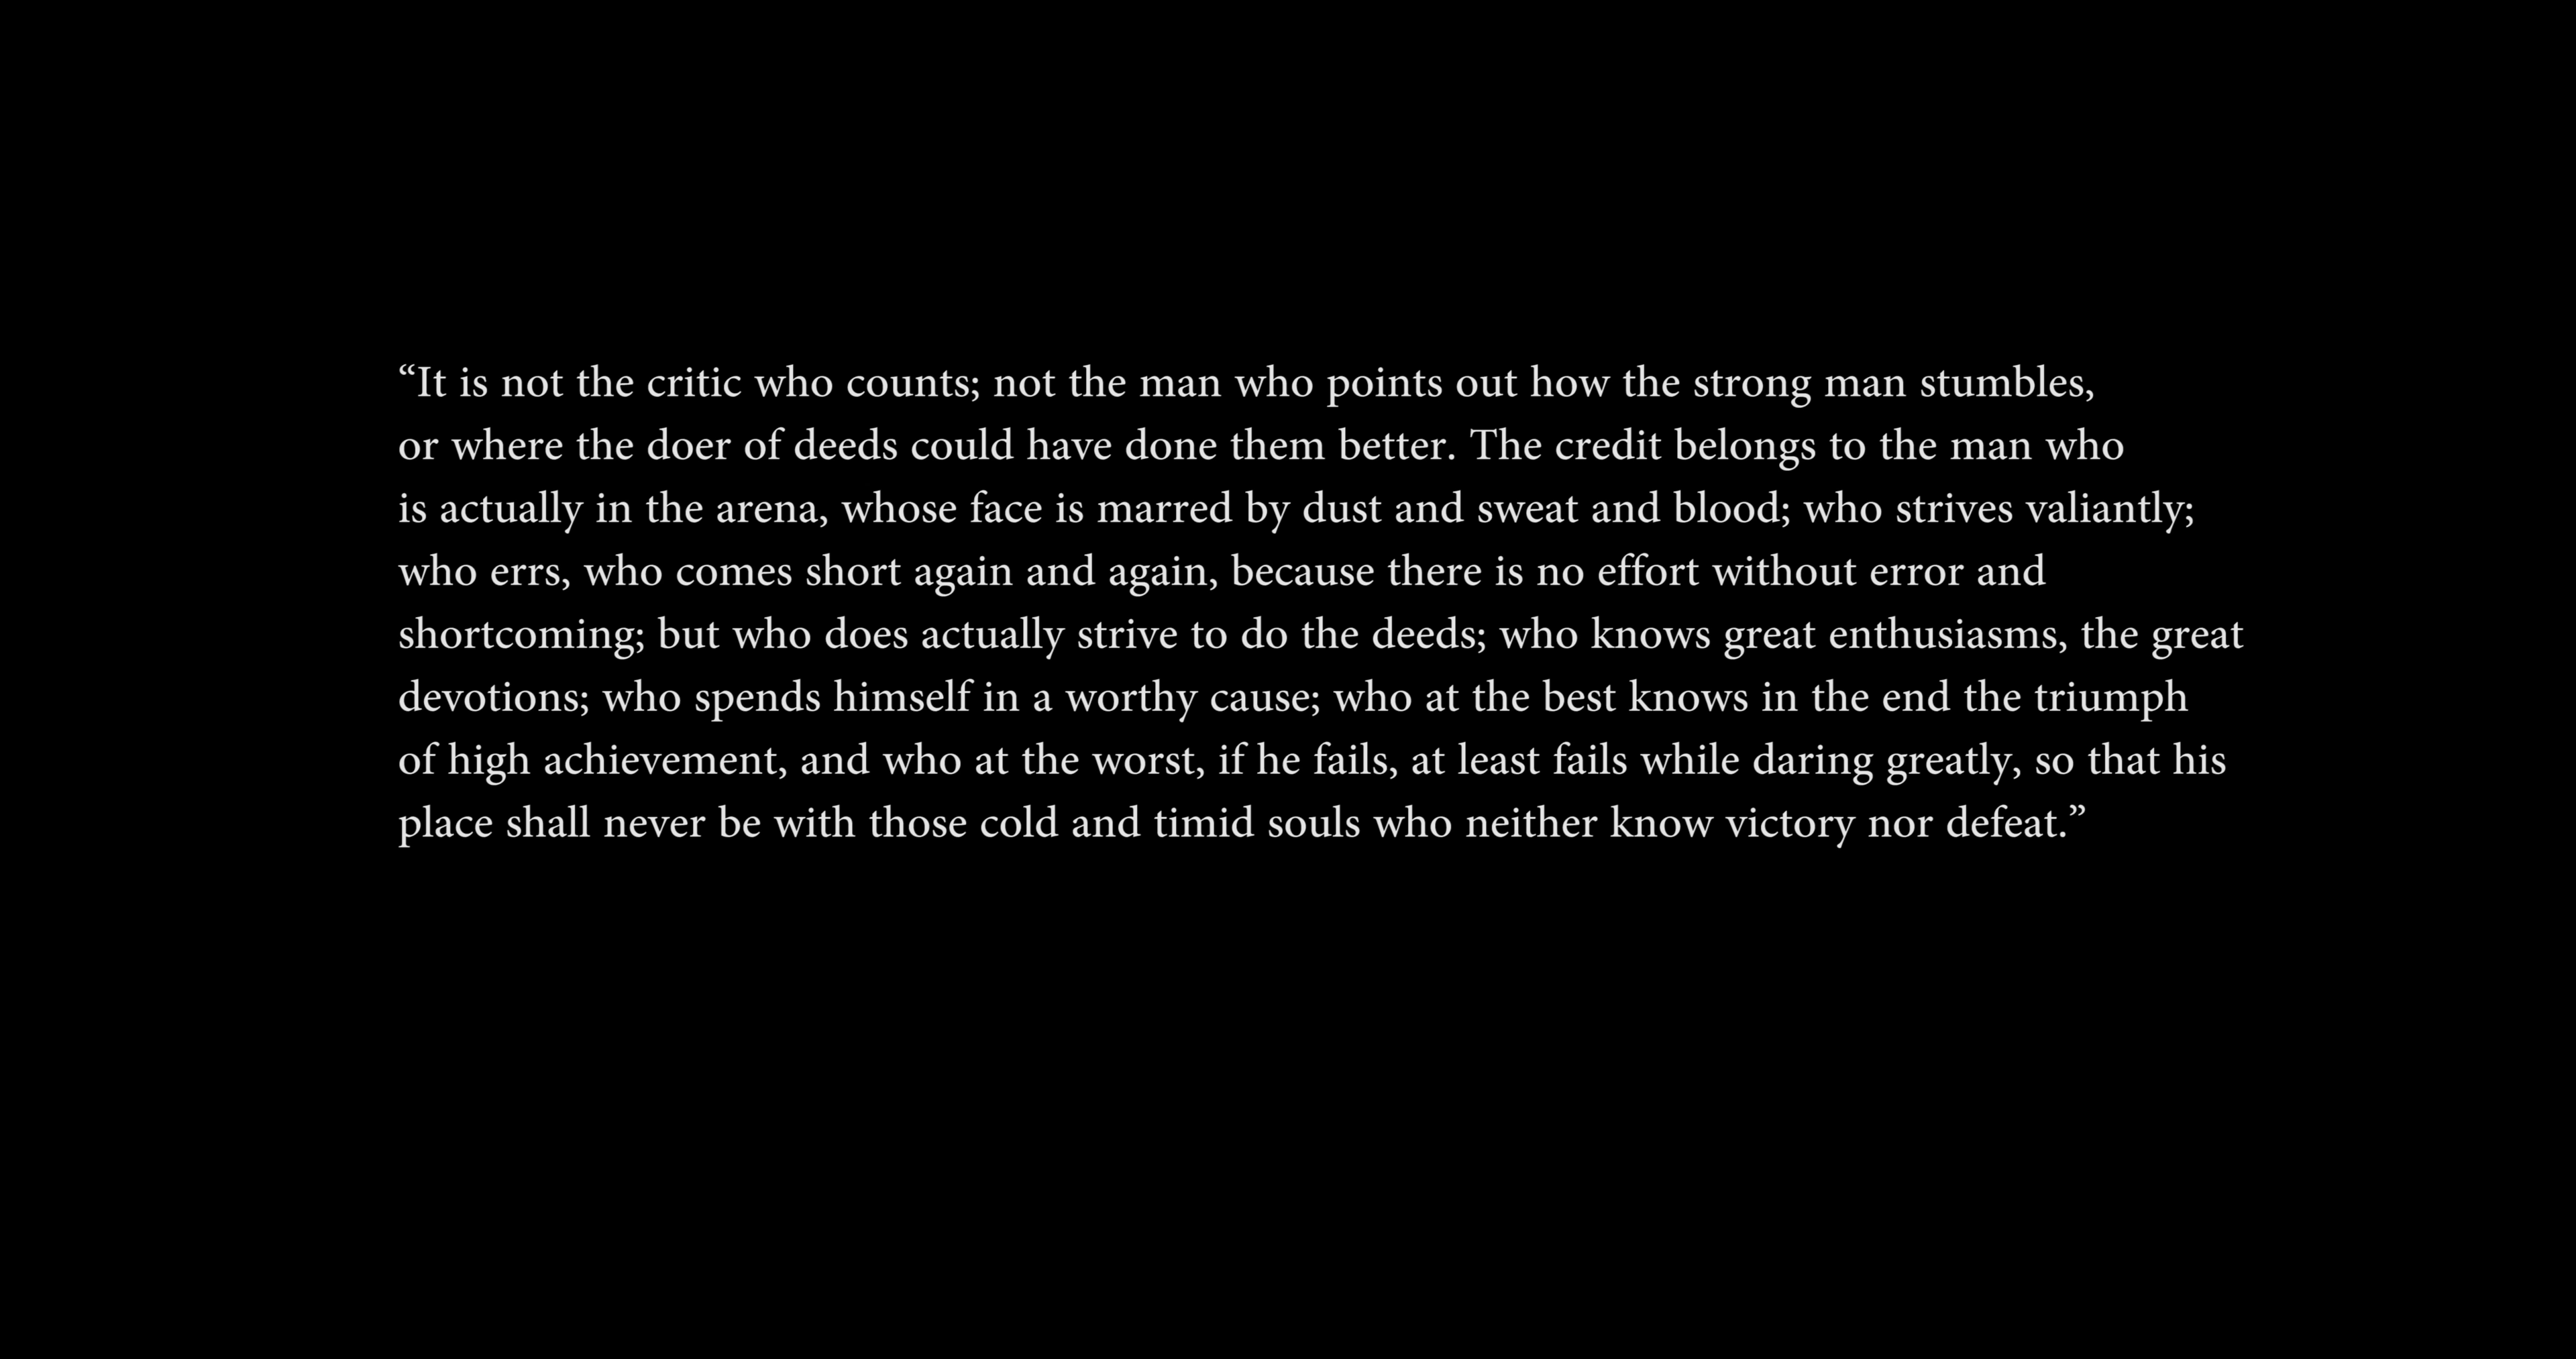 “It is not the critic who counts; not the man who points out how the strong man stumbles,
or where the doer of deeds could have done them better. The credit belongs to the man who
is actually in the arena, whose face is marred by dust and sweat and blood; who strives valiantly;
who errs, who comes short again and again, because there is no effort without error and
shortcoming; but who does actually strive to do the deeds; who knows great enthusiasms, the great
devotions; who spends himself in a worthy cause; who at the best knows in the end the triumph
of high achievement, and who at the worst, if he fails, at least fails while daring greatly, so that his
place shall never be with those cold and timid souls who neither know victory nor defeat.”